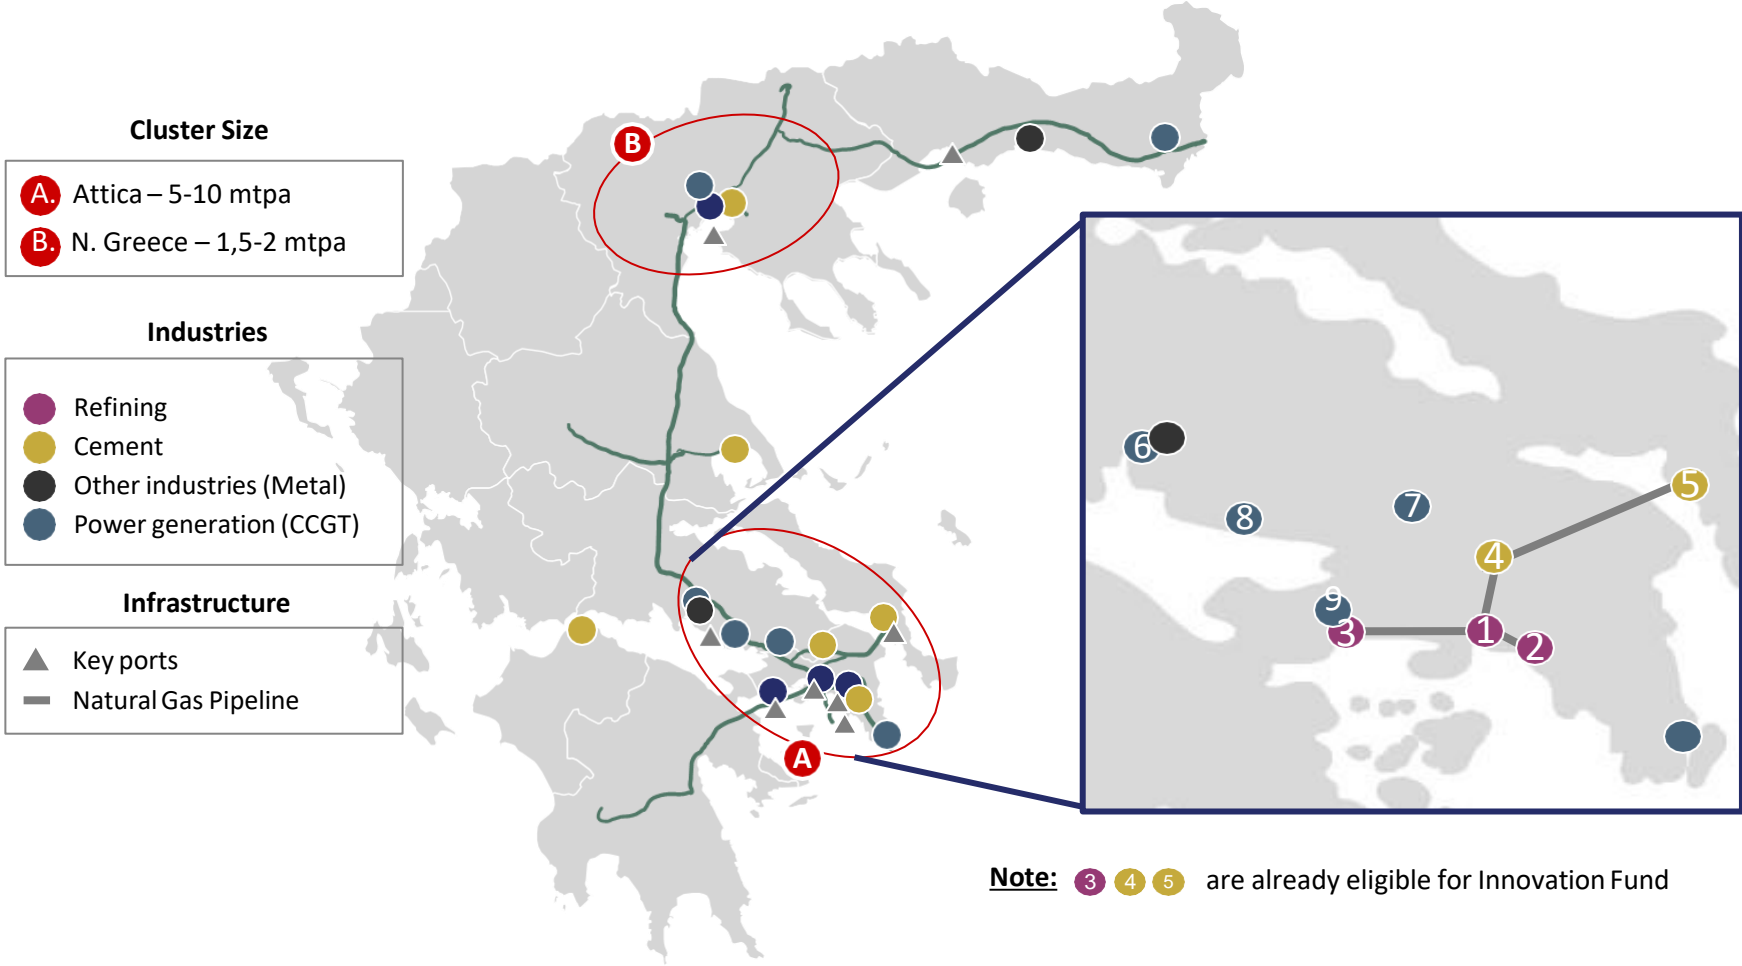 Cluster Size
A. Attica – 5-10 mtpa
B. N. Greece – 1,5-2 mtpa
Industries
Refining
Cement
Other industries (Metal)
Power generation (CCGT)
Infrastructure
Key ports
Natural Gas Pipeline
B
A
6
8
7
5
4
9
3
1
2
Note: 3 4 5 are already eligible for Innovation Fund